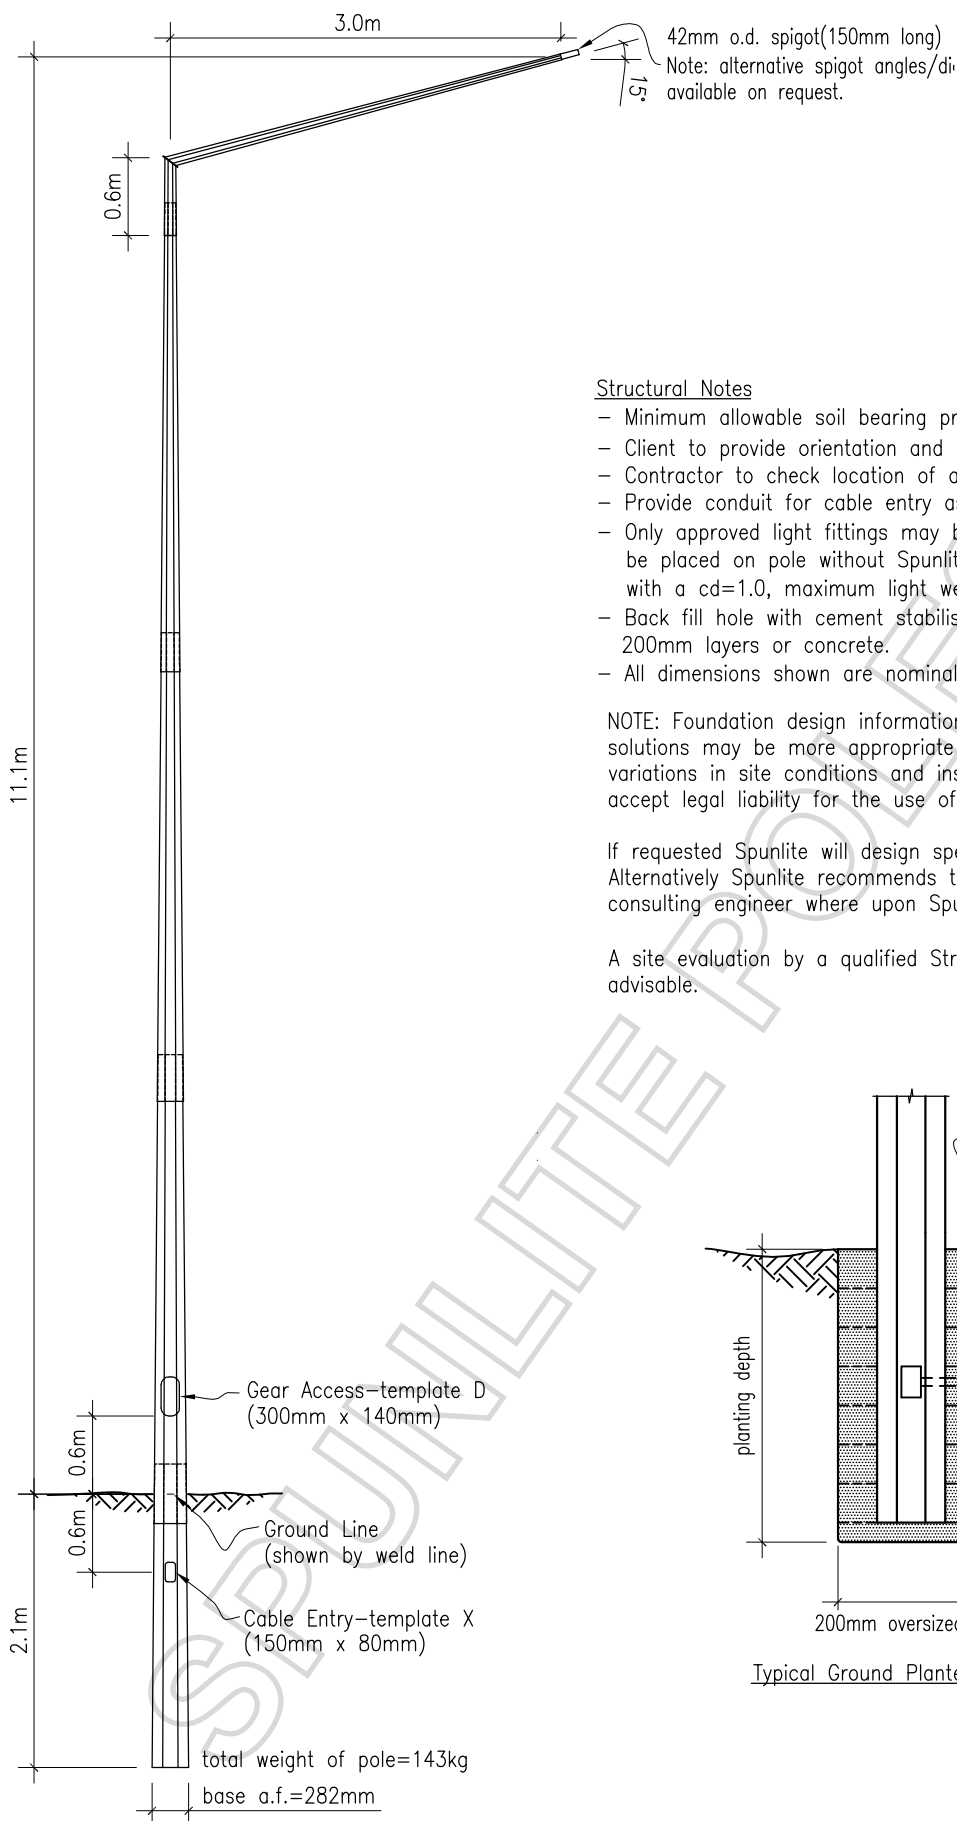 3.0m
42mm o.d. spigot(150mm long)
Note: alternative spigot angles/di
available on request.
15°
0.6m
Structural Notes
– Minimum allowable soil bearing pr
– Client to provide orientation and
– Contractor to check location of a
– Provide conduit for cable entry as
– Only approved light fittings may b
be placed on pole without Spunlit
with a cd=1.0, maximum light we
– Back fill hole with cement stabilis
200mm layers or concrete.
– All dimensions shown are nominal
NOTE: Foundation design information
solutions may be more appropriate
variations in site conditions and ins
accept legal liability for the use of
If requested Spunlite will design spe
Alternatively Spunlite recommends t
consulting engineer where upon Spu
A site evaluation by a qualified Str
advisable.
11.1m
SPUNLITE POLES
Gear Access–template D
(300mm x 140mm)
0.6m
0.6m
Ground Line
(shown by weld line)
Cable Entry–template X
(150mm x 80mm)
2.1m
total weight of pole=143kg
base a.f.=282mm
planting depth
200mm oversized
Typical Ground Plante